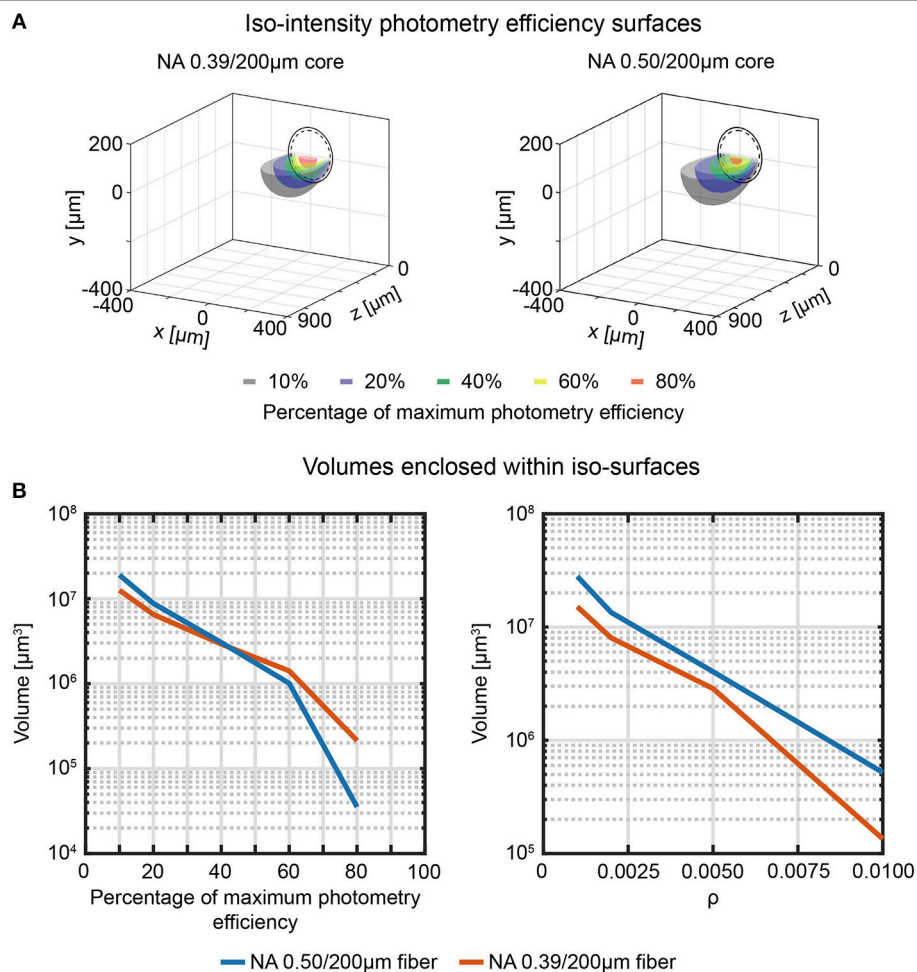 A
Iso-intensity photometry efficiency surfaces
NA 0.39/200µm core
NA 0.50/200µm core
200
0
-400
y [µm]
-400
0
400
x [µm]
900
0
z [µm]
200
0
-400
y [µm]
-400
0
400
x [µm]
900
0
z [µm]
10% 20% 40% 60% 80%
Percentage of maximum photometry efficiency
Volumes enclosed within iso-surfaces
B
10⁸
10⁷
10⁶
10⁵
10⁴
Volume [µm³]
0 20 40 60 80 100
Percentage of maximum photometry
efficiency
10⁸
10⁷
10⁶
10⁵
Volume [µm³]
0 0.0025 0.0050 0.0075 0.0100
ρ
NA 0.50/200µm fiber NA 0.39/200µm fiber